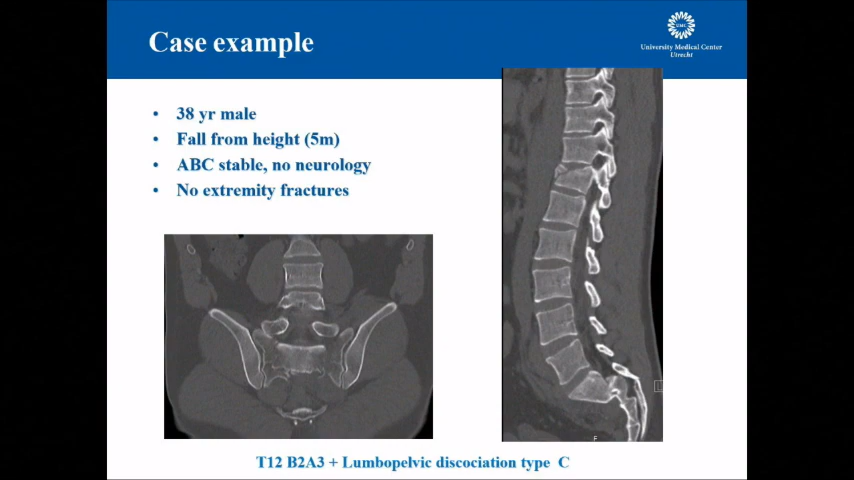 Case example
UMC
University Medical Center
Utrecht
• 38 yr male
• Fall from height (5m)
• ABC stable, no neurology
• No extremity fractures
F
T12 B2A3 + Lumbopelvic discociation type C